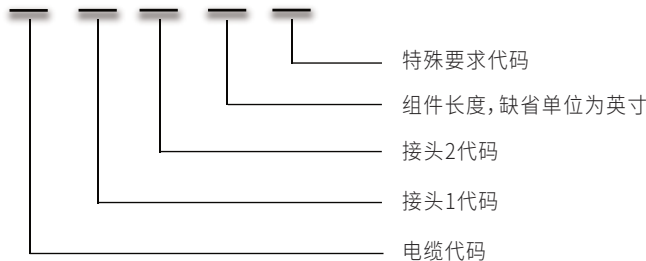 特殊要求代码
组件长度,缺省单位为英寸
接头2代码
接头1代码
电缆代码